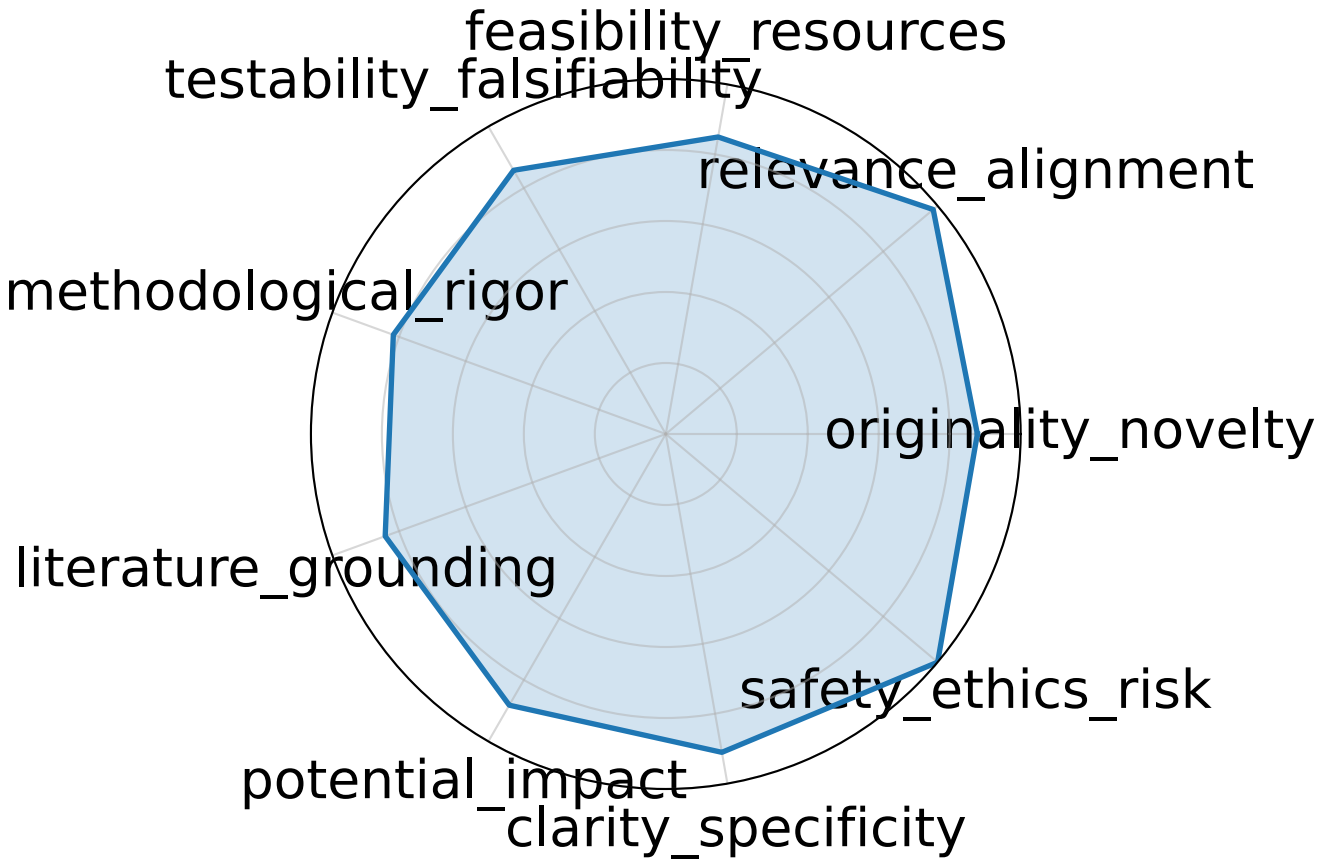 feasibility_resources
testability_falsifiability
relevance_alignment
methodological_rigor
originality_novelty
literature_grounding
safety_ethics_risk
potential_impact
clarity_specificity